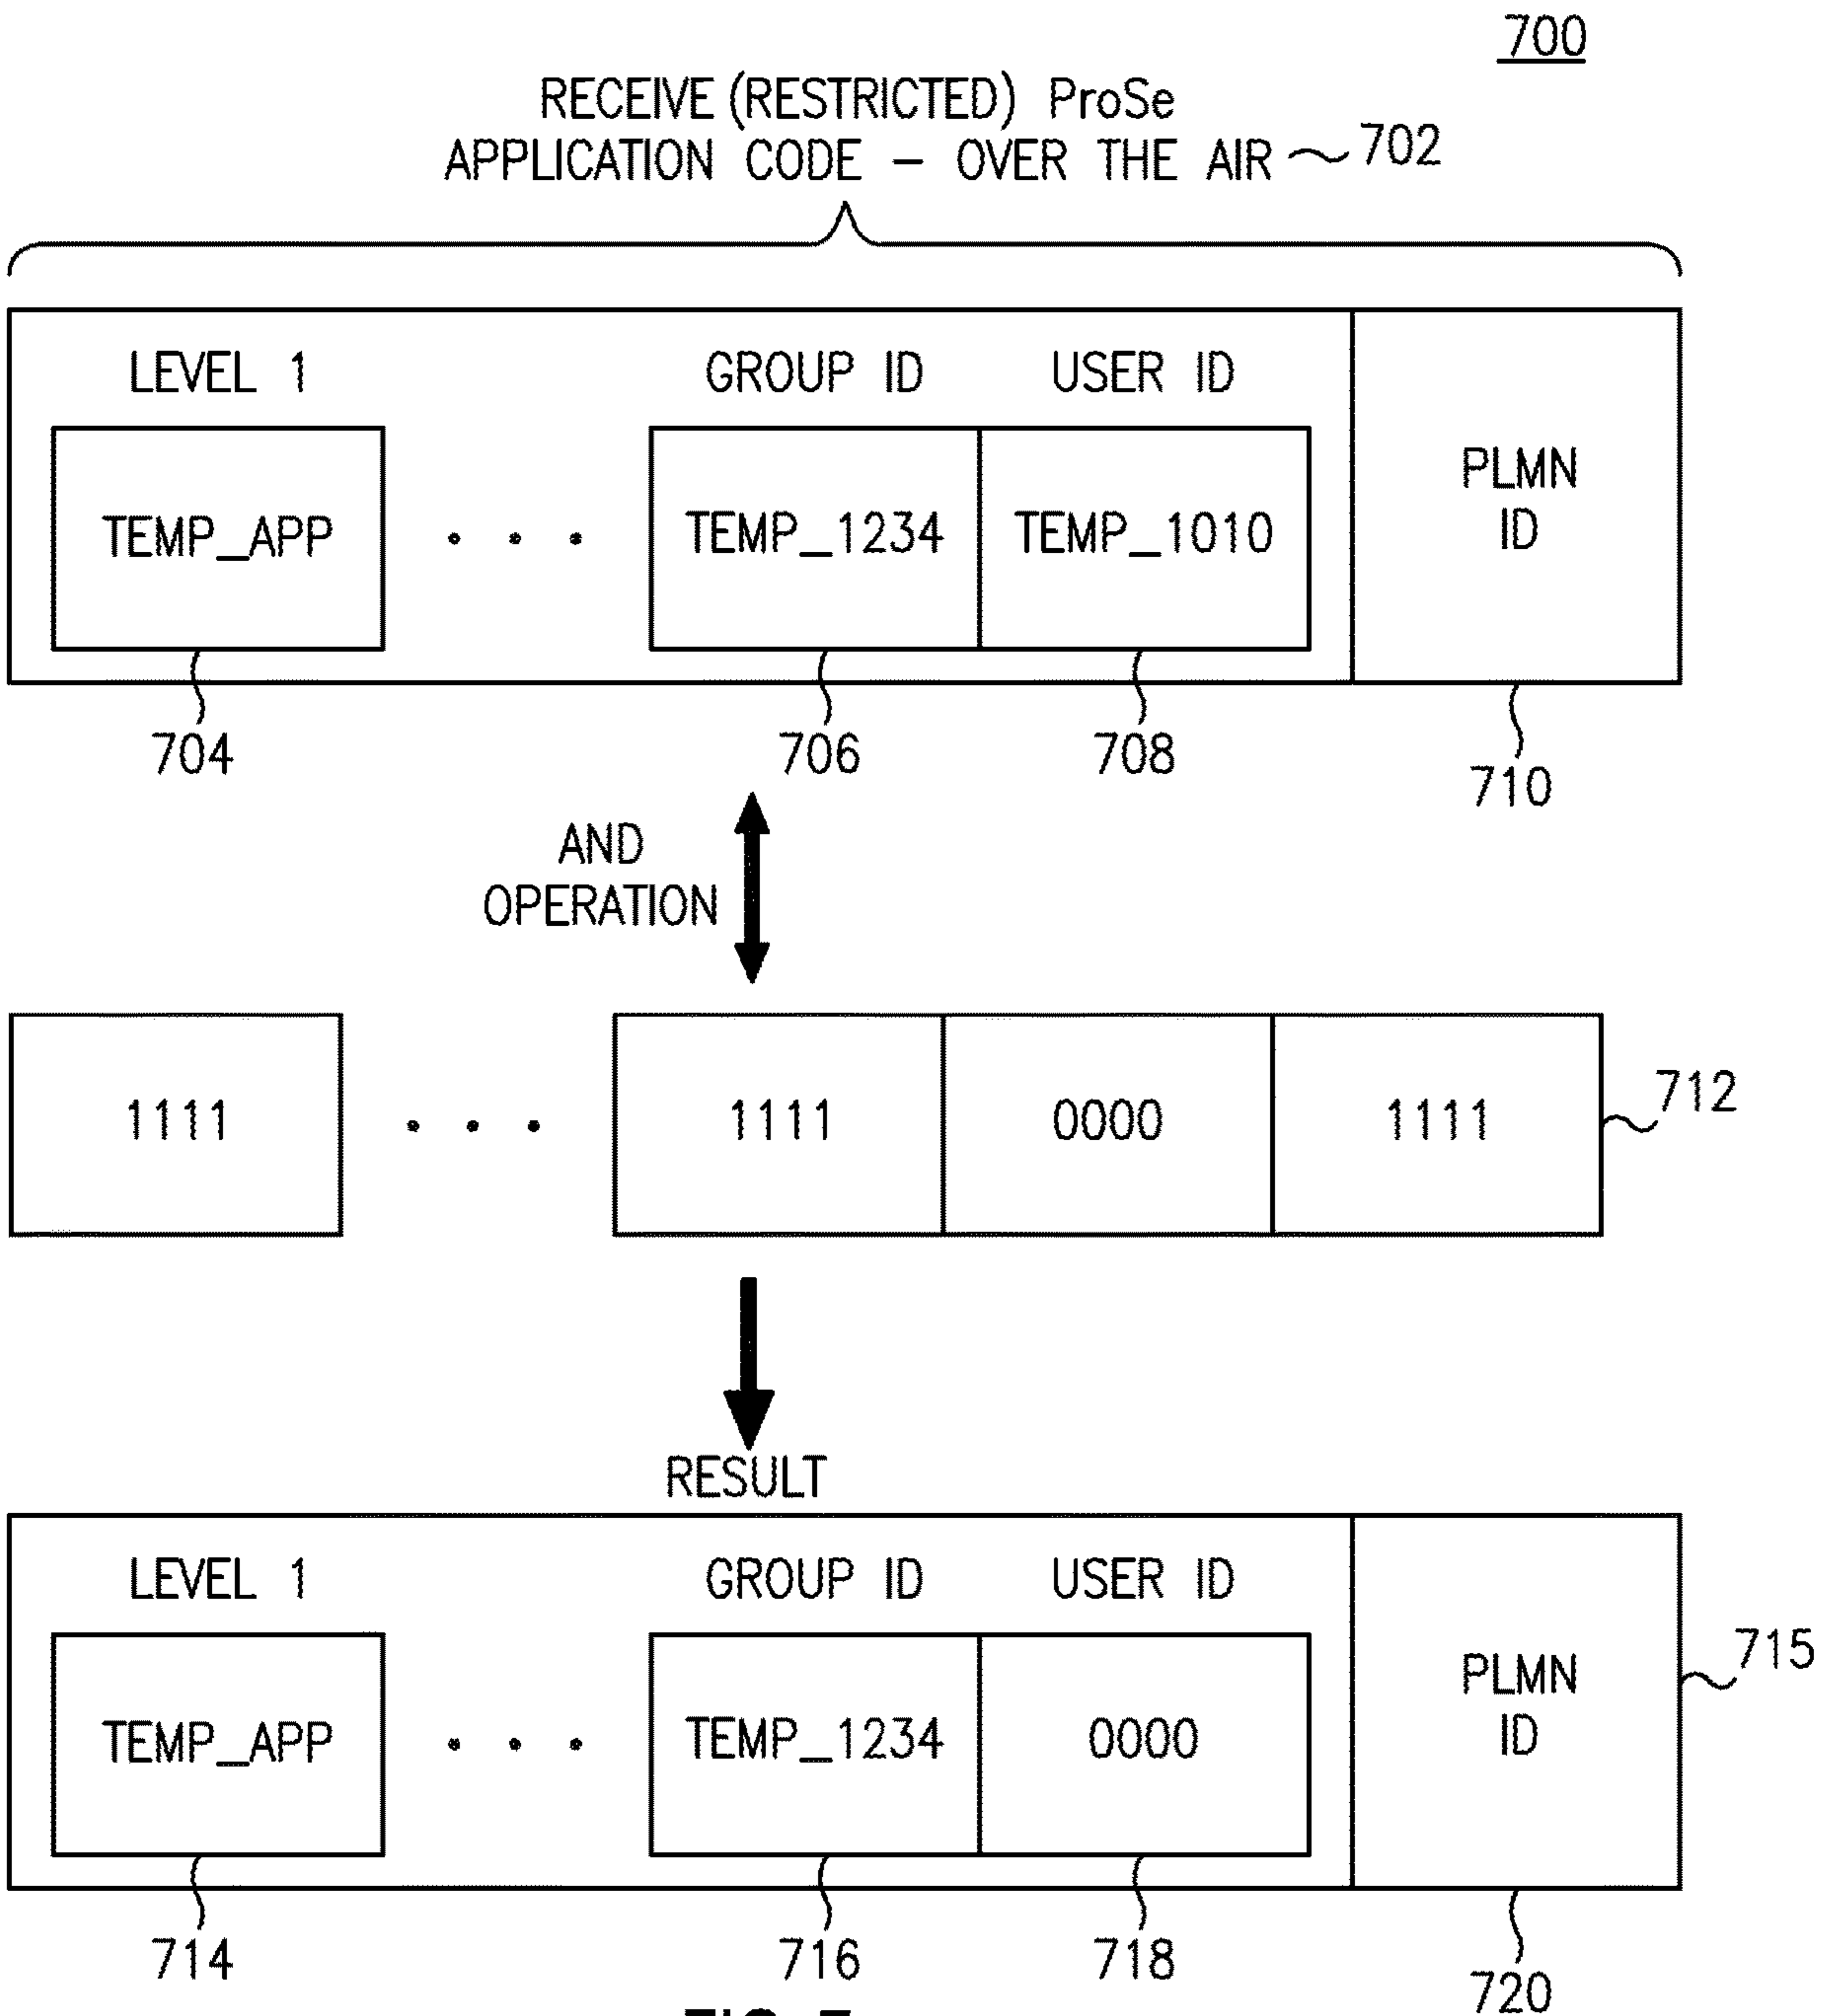 700
RECEIVE (RESTRICTED) ProSe
APPLICATION CODE – OVER THE AIR 702
LEVEL 1 GROUP ID USER ID
TEMP_APP . . . TEMP_1234 TEMP_1010
PLMN
ID
704 706 708 710
AND
OPERATION
1111 . . . 1111 0000 1111 712
RESULT
LEVEL 1 GROUP ID USER ID
TEMP_APP . . . TEMP_1234 0000
PLMN
ID
715
714 716 718 720